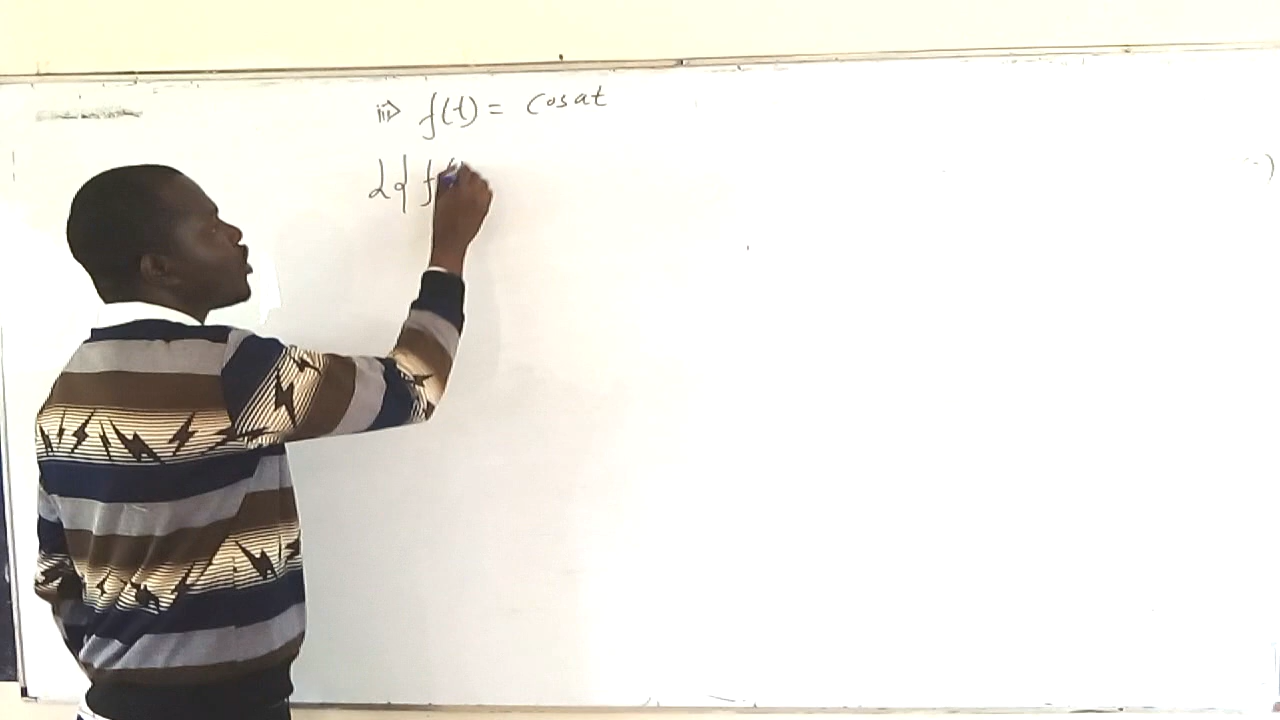 iii) f(t) = Cos at
L{ f(